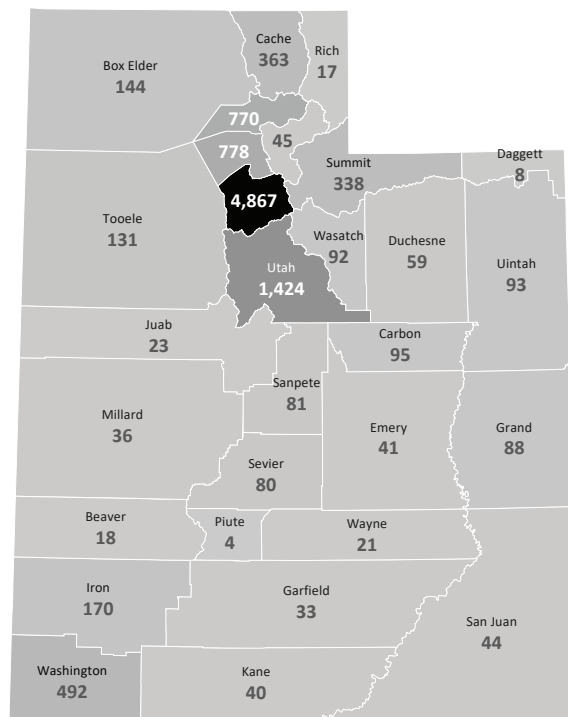 Cache
363
Rich
17
Box Elder
144
770
45
778
Summit
338
Daggett
8
4,867
Tooele
131
Wasatch
92
Duchesne
59
Uintah
93
Utah
1,424
Juab
23
Carbon
95
Sanpete
81
Millard
36
Emery
41
Grand
88
Sevier
80
Beaver
18
Piute
4
Wayne
21
Iron
170
Garfield
33
San Juan
44
Washington
492
Kane
40